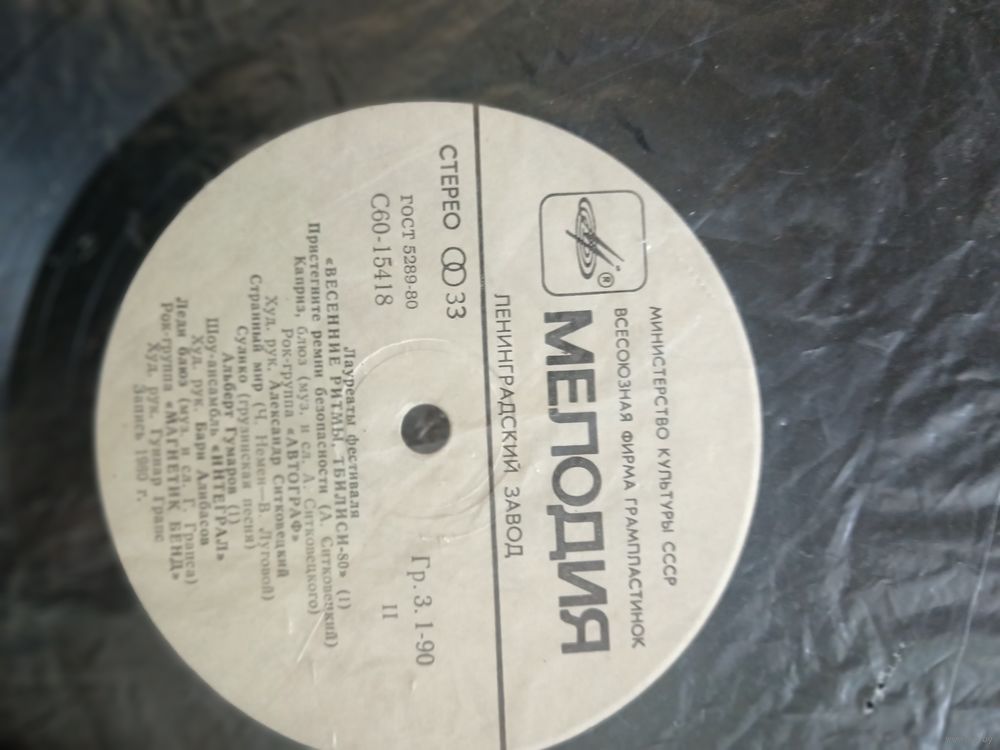 МИНИСТЕРСТВО КУЛЬТУРЫ СССР
ВСЕСОЮЗНАЯ ФИРМА ГРАМПЛАСТИНОК
®
МЕЛОДИЯ
ЛЕНИНГРАДСКИЙ ЗАВОД
СТЕРЕО 33
ГОСТ 5289-80
С60-15418
Гр. 3. 1-90
II
Лауреаты фестиваля
«ВЕСЕННИЕ РИТМЫ. ТБИЛИСИ-80» (1)
Пристегните ремни безопасности (А. Ситковецкий)
Каприз, блюз (муз. и сл. А. Ситковецкого)
Рок-группа «АВТОГРАФ»
Худ. рук. Александр Ситковецкий
Странный мир (Ч. Немен—В. Луговой)
Сулико (грузинская песня)
Альберт Гумаров (1)
Шоу-ансамбль «ИНТЕГРАЛ»
Худ. рук. Бари Алибасов
Леди блюз (муз. и сл. Г. Грапса)
Рок-группа «МАГНЕТИК БЕНД»
Худ. рук. Гуннар Грапс
Запись 1980 г.